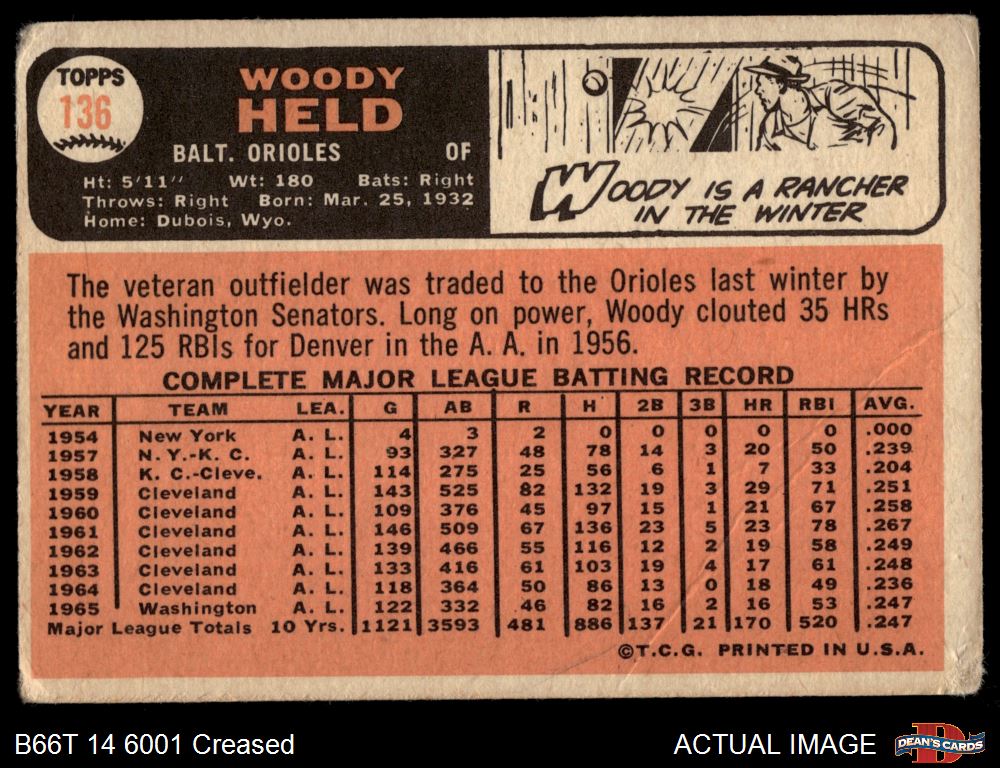 TOPPS
136
WOODY
HELD
BALT. ORIOLES OF
Ht: 5'11" Wt: 180 Bats: Right
Throws: Right Born: Mar. 25, 1932
Home: Dubois, Wyo.
WOODY IS A RANCHER
IN THE WINTER
The veteran outfielder was traded to the Orioles last winter by
the Washington Senators. Long on power, Woody clouted 35 HRs
and 125 RBIs for Denver in the A. A. in 1956.
COMPLETE MAJOR LEAGUE BATTING RECORD
YEAR TEAM LEA. G AB R H 2B 3B HR RBI AVG.
1954 New York A. L. 4 3 2 0 0 0 0 0 .000
1957 N. Y.-K. C. A. L. 93 327 48 78 14 3 20 50 .239
1958 K. C.-Cleve. A. L. 114 275 25 56 6 1 7 33 .204
1959 Cleveland A. L. 143 525 82 132 19 3 29 71 .251
1960 Cleveland A. L. 109 376 45 97 15 1 21 67 .258
1961 Cleveland A. L. 146 509 67 136 23 5 23 78 .267
1962 Cleveland A. L. 139 466 55 116 12 2 19 58 .249
1963 Cleveland A. L. 133 416 61 103 19 4 17 61 .248
1964 Cleveland A. L. 118 364 50 86 13 0 18 49 .236
1965 Washington A. L. 122 332 46 82 16 2 16 53 .247
Major League Totals 10 Yrs. 1121 3593 481 886 137 21 170 520 .247
©T.C.G. PRINTED IN U.S.A.
B66T 14 6001 Creased
ACTUAL IMAGE
DEAN'S CARDS